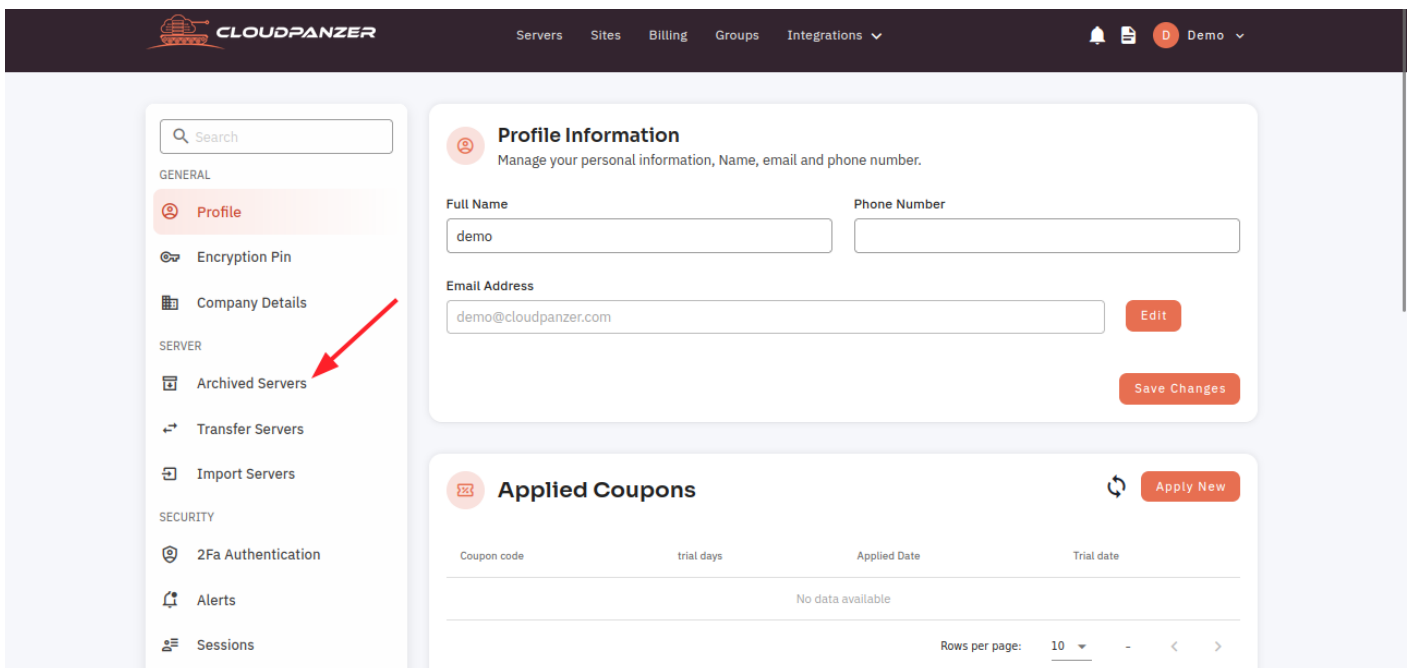 CLOUDPANZER
Servers Sites Billing Groups Integrations
D Demo
Search
GENERAL
Profile
Encryption Pin
Company Details
SERVER
Archived Servers
Transfer Servers
Import Servers
SECURITY
2Fa Authentication
Alerts
Sessions
Profile Information
Manage your personal information, Name, email and phone number.
Full Name Phone Number
demo
Email Address
demo@cloudpanzer.com Edit
Save Changes
Applied Coupons Apply New
Coupon code trial days Applied Date Trial date
No data available
Rows per page: 10 -